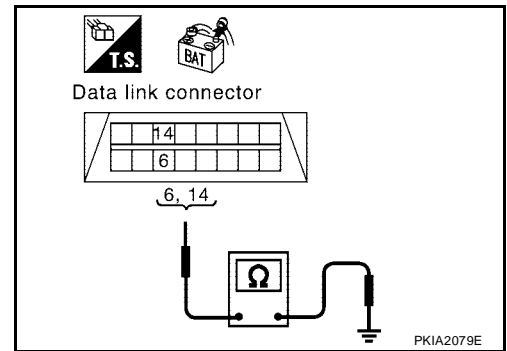 T.S.
BAT
Data link connector
14
6
6, 14
Ω
PKIA2079E